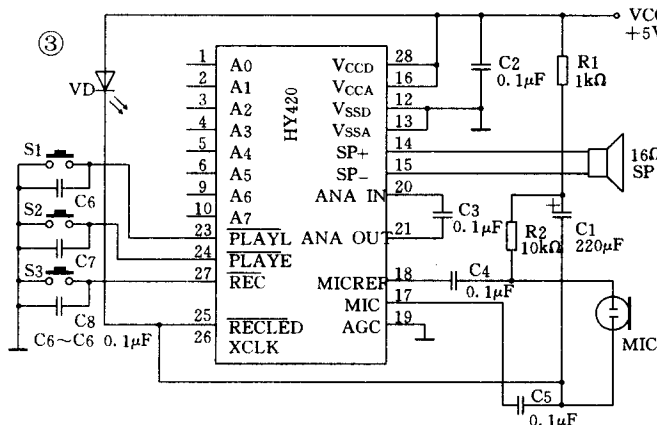 ③
VCC
+5V
VD
HY420
1 A0
2 A1
3 A2
4 A3
5 A4
6 A5
9 A6
10 A7
23 PLAYL
24 PLAYE
27 REC
25 RECLED
26 XCLK
VCCD 28
VCCA 16
VSSD 12
VSSA 13
SP+ 14
SP- 15
ANA IN 20
ANA OUT 21
MICREF 18
MIC 17
AGC 19
S1
C6
S2
C7
S3
C8
C6～C6 0.1μF
C2
0.1μF
R1
1kΩ
16Ω
SP
C3
0.1μF
R2
10kΩ
+
C1
220μF
C4
0.1μF
MIC
C5
0.1μF